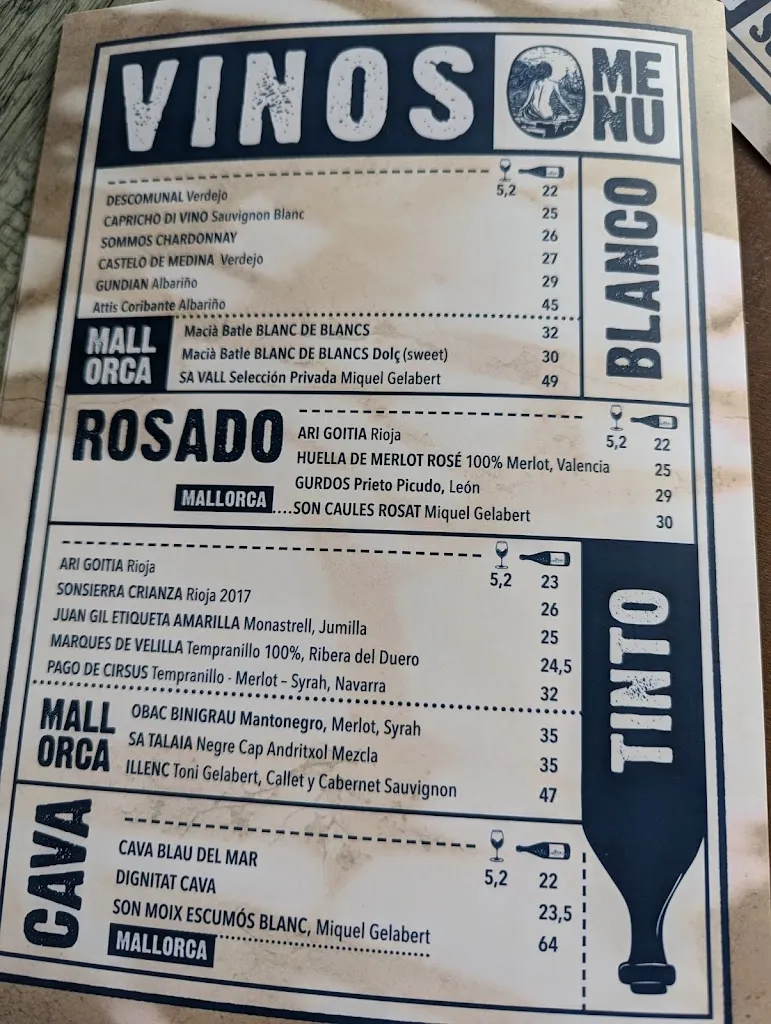 VINOS
ME
NU
BLANCO
DESCOMUNAL Verdejo 5,2 22
CAPRICHO DI VINO Sauvignon Blanc 25
SOMMOS CHARDONNAY 26
CASTELO DE MEDINA Verdejo 27
GUNDIAN Albariño 29
Attis Coribante Albariño 45
MALL
ORCA
Macià Batle BLANC DE BLANCS 32
Macià Batle BLANC DE BLANCS Dolç (sweet) 30
SA VALL Selección Privada Miquel Gelabert 49
ROSADO
ARI GOITIA Rioja 5,2 22
HUELLA DE MERLOT ROSÉ 100% Merlot, Valencia 25
GURDOS Prieto Picudo, León 29
MALLORCA ....SON CAULES ROSAT Miquel Gelabert 30
TINTO
ARI GOITIA Rioja 5,2 23
SONSIERRA CRIANZA Rioja 2017 26
JUAN GIL ETIQUETA AMARILLA Monastrell, Jumilla 25
MARQUES DE VELILLA Tempranillo 100%, Ribera del Duero 24,5
PAGO DE CIRSUS Tempranillo - Merlot – Syrah, Navarra 32
MALL
ORCA
OBAC BINIGRAU Mantonegro, Merlot, Syrah 35
SA TALAIA Negre Cap Andritxol Mezcla 35
ILLENC Toni Gelabert, Callet y Cabernet Sauvignon 47
CAVA
CAVA BLAU DEL MAR 5,2 22
DIGNITAT CAVA 23,5
SON MOIX ESCUMÓS BLANC, Miquel Gelabert 64
MALLORCA